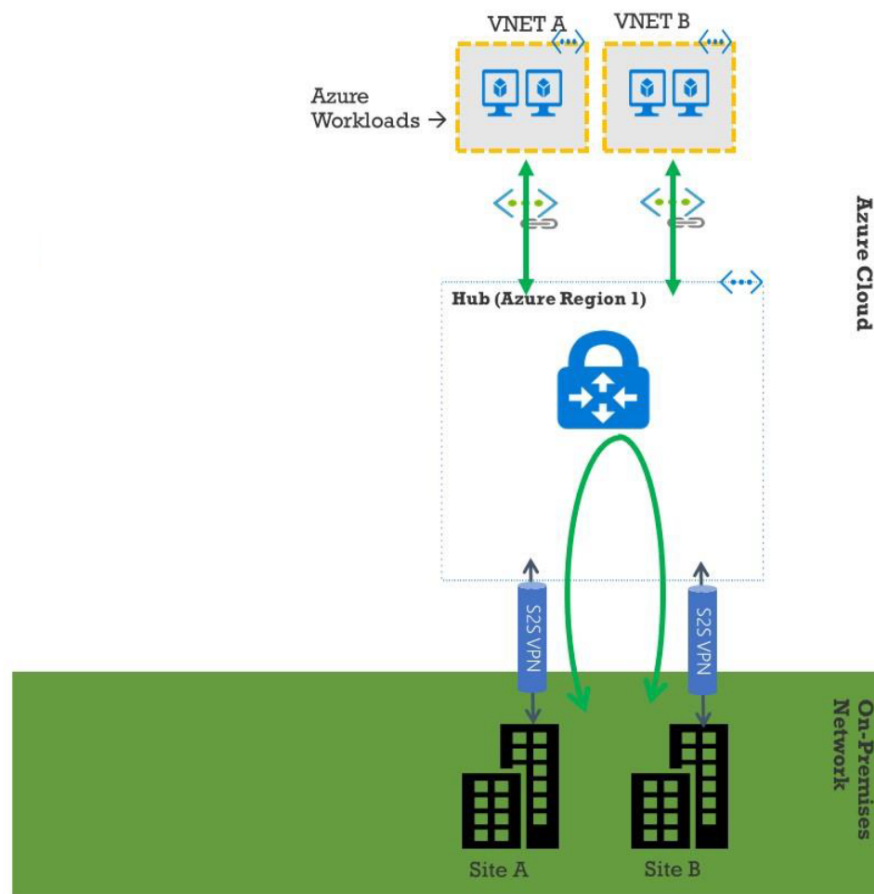 VNET A
VNET B
Azure
Workloads →
Azure Cloud
Hub (Azure Region 1)
S2S VPN
S2S VPN
On-Premises
Network
Site A
Site B